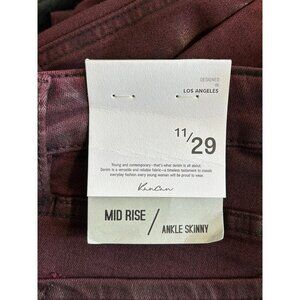 DESIGNED
IN
LOS ANGELES
11/29
Young and contemporary - that's what denim is all about.
Denim is a versatile and reliable fabric - a timeless testament to classic
everyday fashion every young woman will be proud to wear.
KanCan
MID RISE / ANKLE SKINNY